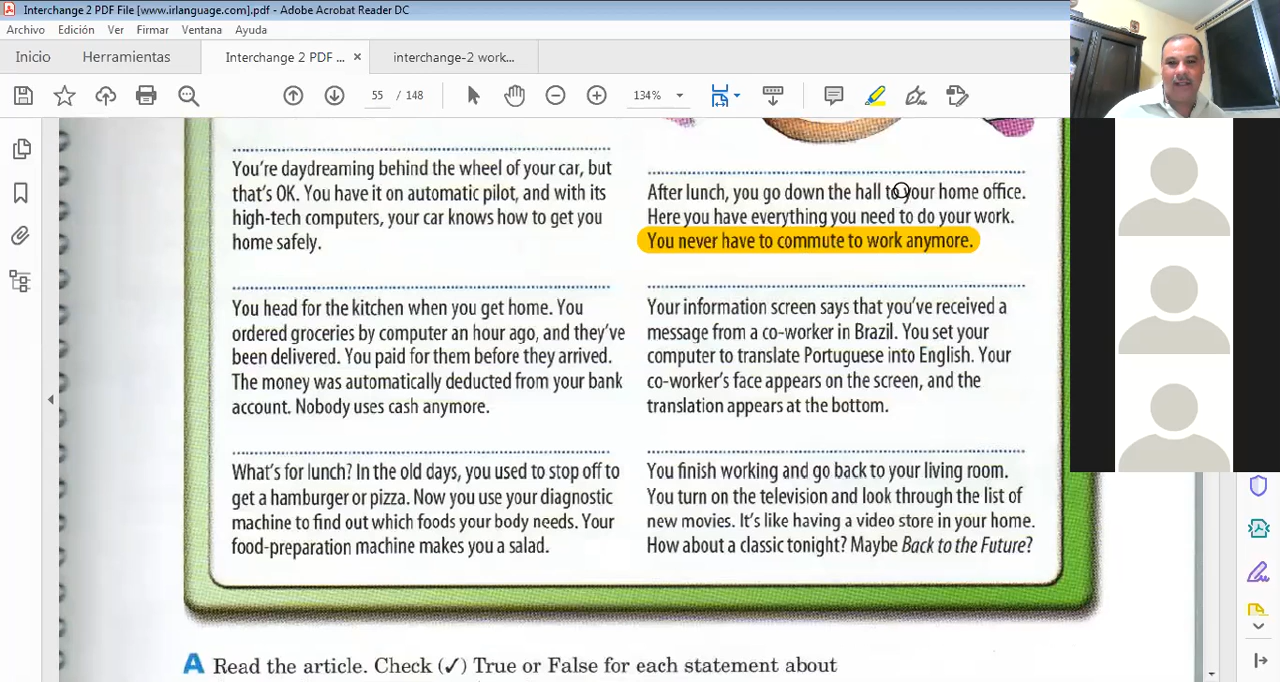 Interchange 2 PDF File [www.irlanguage.com].pdf - Adobe Acrobat Reader DC
Archivo Edición Ver Firmar Ventana Ayuda
Inicio Herramientas Interchange 2 PDF ... × interchange-2 work...
55 / 148 134%
You're daydreaming behind the wheel of your car, but
that's OK. You have it on automatic pilot, and with its
high-tech computers, your car knows how to get you
home safely.
You head for the kitchen when you get home. You
ordered groceries by computer an hour ago, and they've
been delivered. You paid for them before they arrived.
The money was automatically deducted from your bank
account. Nobody uses cash anymore.
What's for lunch? In the old days, you used to stop off to
get a hamburger or pizza. Now you use your diagnostic
machine to find out which foods your body needs. Your
food-preparation machine makes you a salad.
After lunch, you go down the hall to your home office.
Here you have everything you need to do your work.
You never have to commute to work anymore.
Your information screen says that you've received a
message from a co-worker in Brazil. You set your
computer to translate Portuguese into English. Your
co-worker's face appears on the screen, and the
translation appears at the bottom.
You finish working and go back to your living room.
You turn on the television and look through the list of
new movies. It's like having a video store in your home.
How about a classic tonight? Maybe Back to the Future?
A Read the article. Check (✓) True or False for each statement about